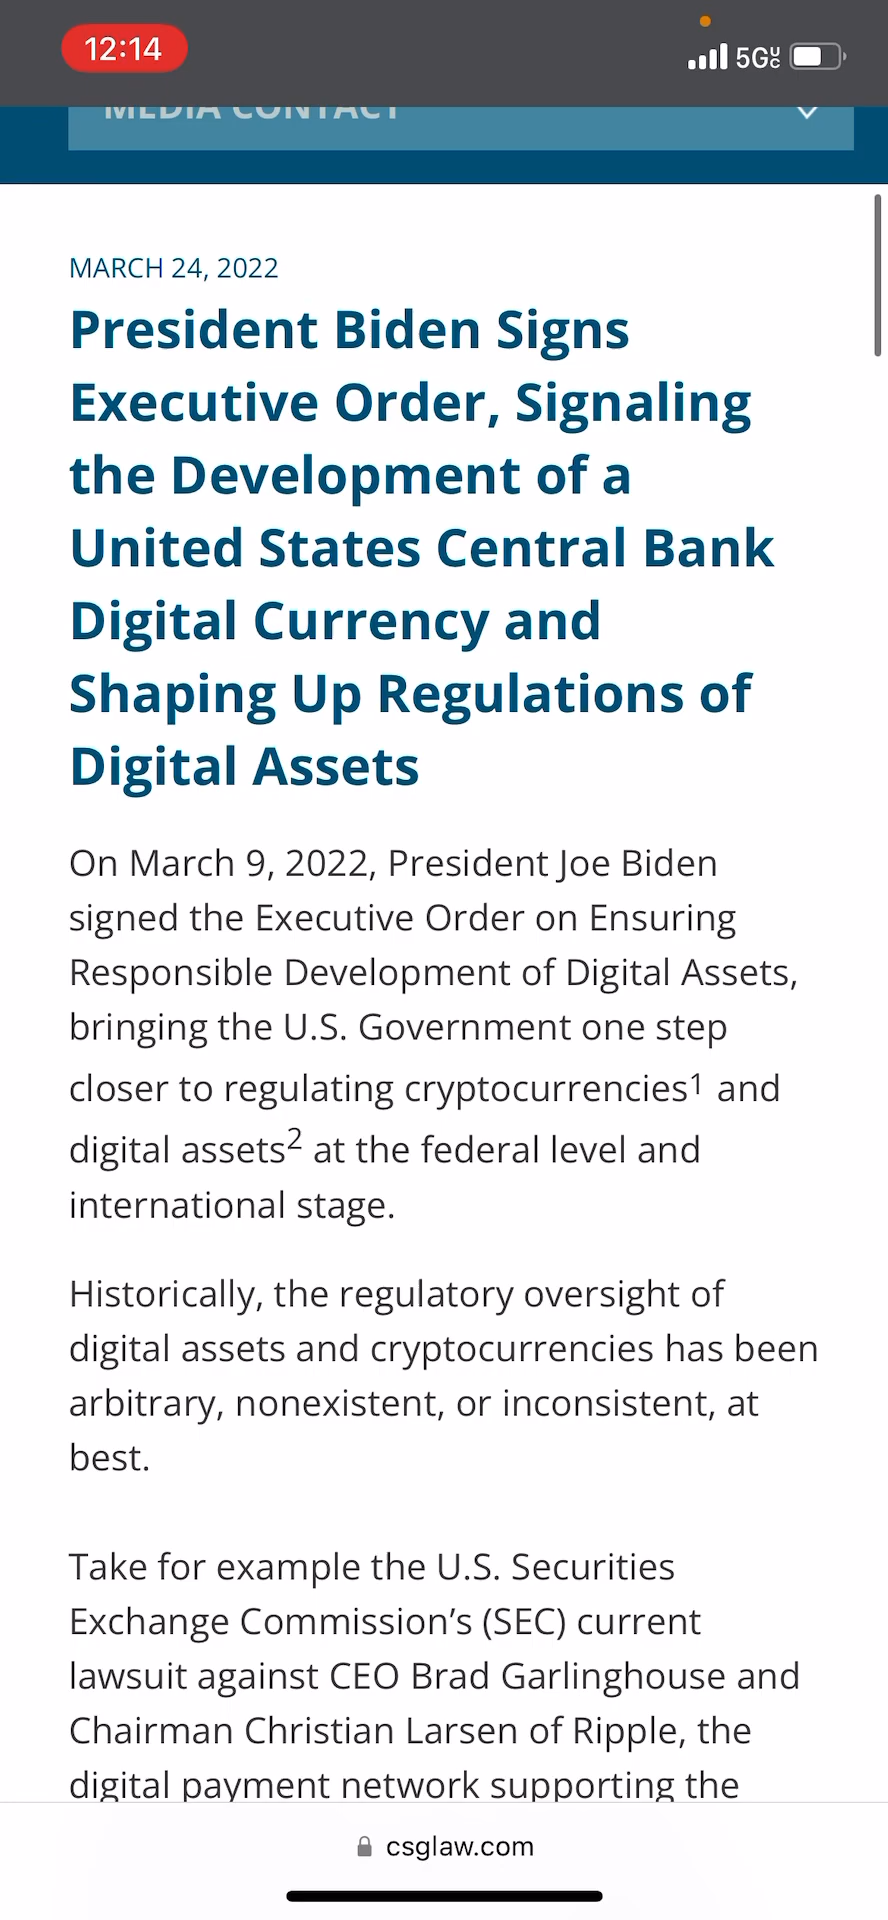 12:14
5G
MEDIA CONTACT
MARCH 24, 2022
President Biden Signs
Executive Order, Signaling
the Development of a
United States Central Bank
Digital Currency and
Shaping Up Regulations of
Digital Assets
On March 9, 2022, President Joe Biden
signed the Executive Order on Ensuring
Responsible Development of Digital Assets,
bringing the U.S. Government one step
closer to regulating cryptocurrencies¹ and
digital assets² at the federal level and
international stage.
Historically, the regulatory oversight of
digital assets and cryptocurrencies has been
arbitrary, nonexistent, or inconsistent, at
best.
Take for example the U.S. Securities
Exchange Commission’s (SEC) current
lawsuit against CEO Brad Garlinghouse and
Chairman Christian Larsen of Ripple, the
digital payment network supporting the
csglaw.com